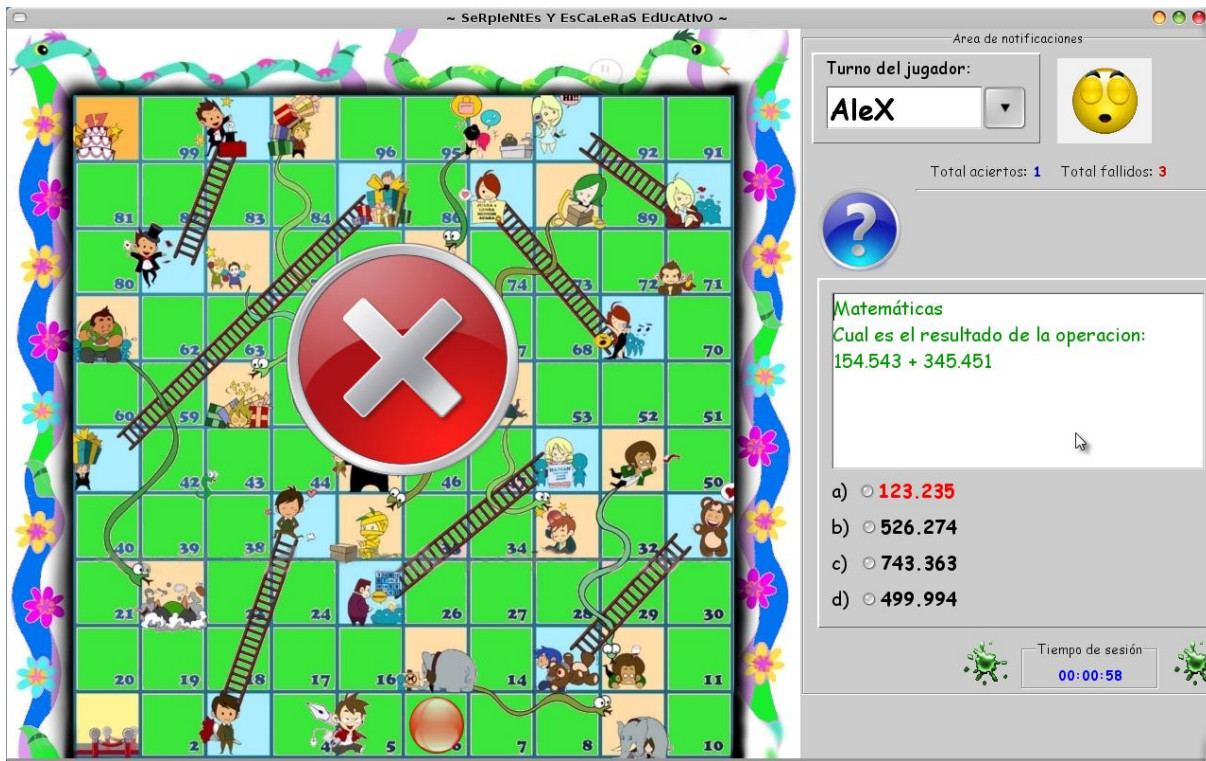 ~ SeRpIeNtEs Y EsCaLeRaS EdUcAtIvO ~
Area de notificaciones
Turno del jugador:
AleX
Total aciertos: 1 Total fallidos: 3
Matemáticas
Cual es el resultado de la operacion:
154.543 + 345.451
a) 123.235
b) 526.274
c) 743.363
d) 499.994
Tiempo de sesión
00:00:58
99 96 95 92 91
81 83 84 86 89
80 74 73 72 71
62 63 68 70
60 59 53 52 51
42 43 44 46 50
40 39 38 34 32
21 24 26 27 28 29 30
20 19 18 17 16 14 11
2 4 5 6 7 8 10